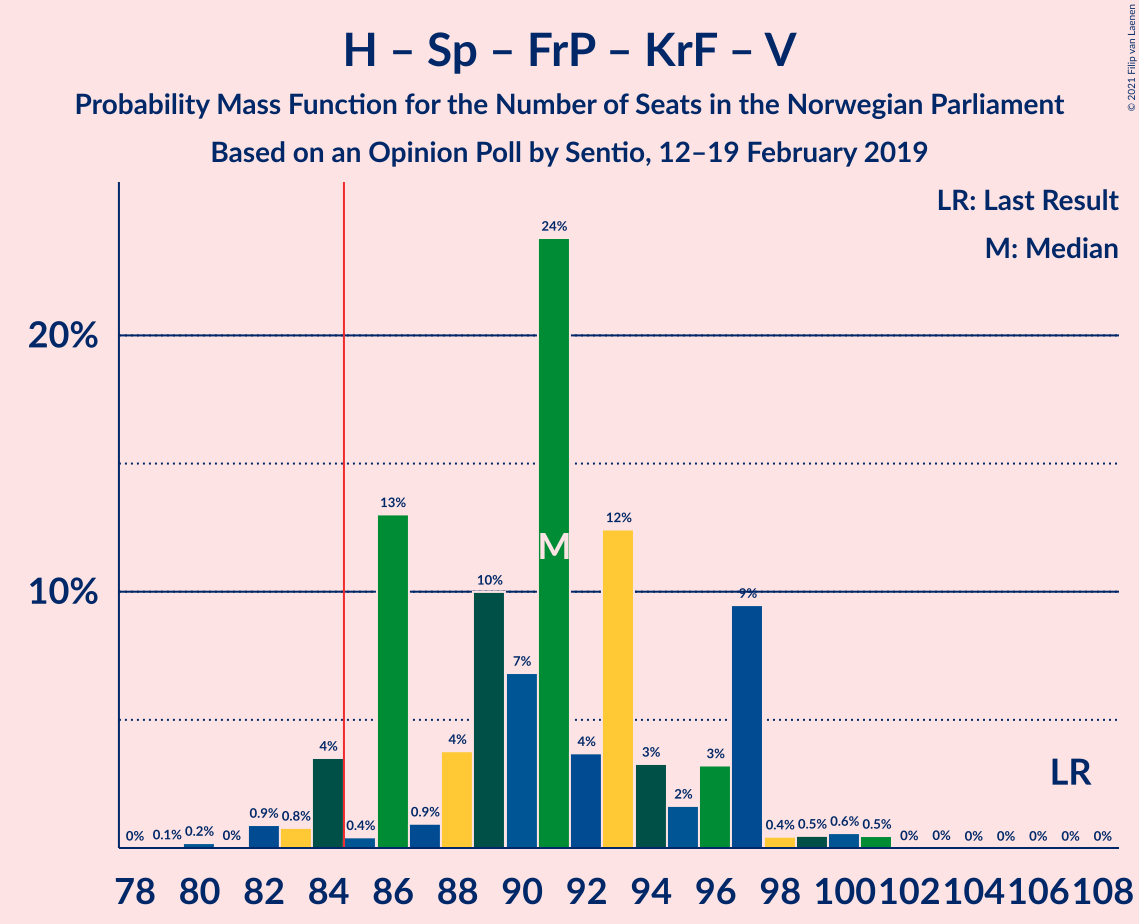 H – Sp – FrP – KrF – V
Probability Mass Function for the Number of Seats in the Norwegian Parliament
Based on an Opinion Poll by Sentio, 12–19 February 2019
© 2021 Filip van Laenen
LR: Last Result
M: Median
24%
20%
13%
12%
M
10%
10%
9%
7%
4%
4%
4%
3%
3%
2%
LR
0% 0.1% 0.2% 0% 0.9% 0.8% 0.4% 0.9% 0.4% 0.5% 0.6% 0.5% 0% 0% 0% 0% 0% 0% 0%
78 80 82 84 86 88 90 92 94 96 98 100 102 104 106 108